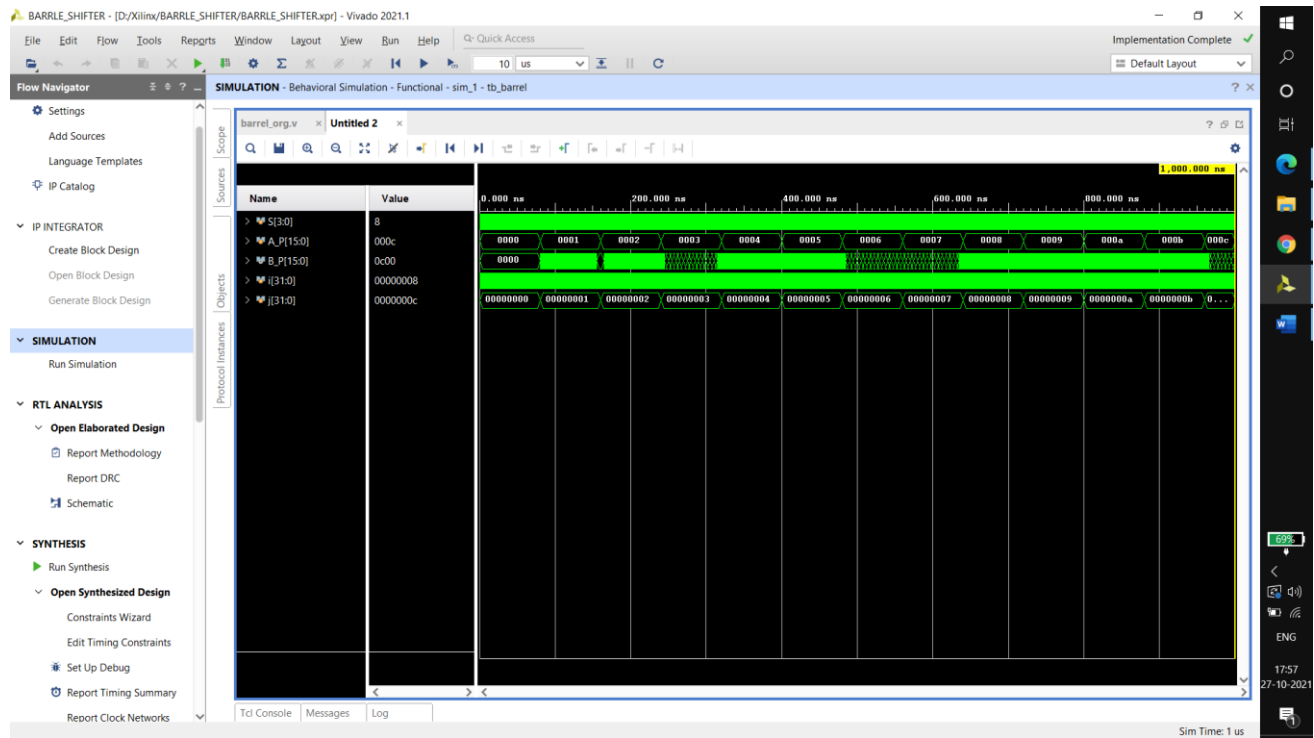 BARRLE_SHIFTER - [D:/Xilinx/BARRLE_SHIFTER/BARRLE_SHIFTER.xpr] - Vivado 2021.1
File Edit Flow Tools Reports Window Layout View Run Help Quick Access Implementation Complete
10 us Default Layout
Flow Navigator
SIMULATION - Behavioral Simulation - Functional - sim_1 - tb_barrel
Settings
Add Sources
Language Templates
IP Catalog
IP INTEGRATOR
Create Block Design
Open Block Design
Generate Block Design
SIMULATION
Run Simulation
RTL ANALYSIS
Open Elaborated Design
Report Methodology
Report DRC
Schematic
SYNTHESIS
Run Synthesis
Open Synthesized Design
Constraints Wizard
Edit Timing Constraints
Set Up Debug
Report Timing Summary
Report Clock Networks
Scope
Sources
Objects
Protocol Instances
barrel_org.v Untitled 2
1,000.000 ns
Name Value 0.000 ns 200.000 ns 400.000 ns 600.000 ns 800.000 ns
S[3:0] 8
A_P[15:0] 000c 0000 0001 0002 0003 0004 0005 0006 0007 0008 0009 000a 000b 000c
B_P[15:0] 0c00 0000
i[31:0] 00000008
j[31:0] 0000000c 00000000 00000001 00000002 00000003 00000004 00000005 00000006 00000007 00000008 00000009 0000000a 0000000b 0...
Tcl Console Messages Log
Sim Time: 1 us
69%
ENG
17:57
27-10-2021
1